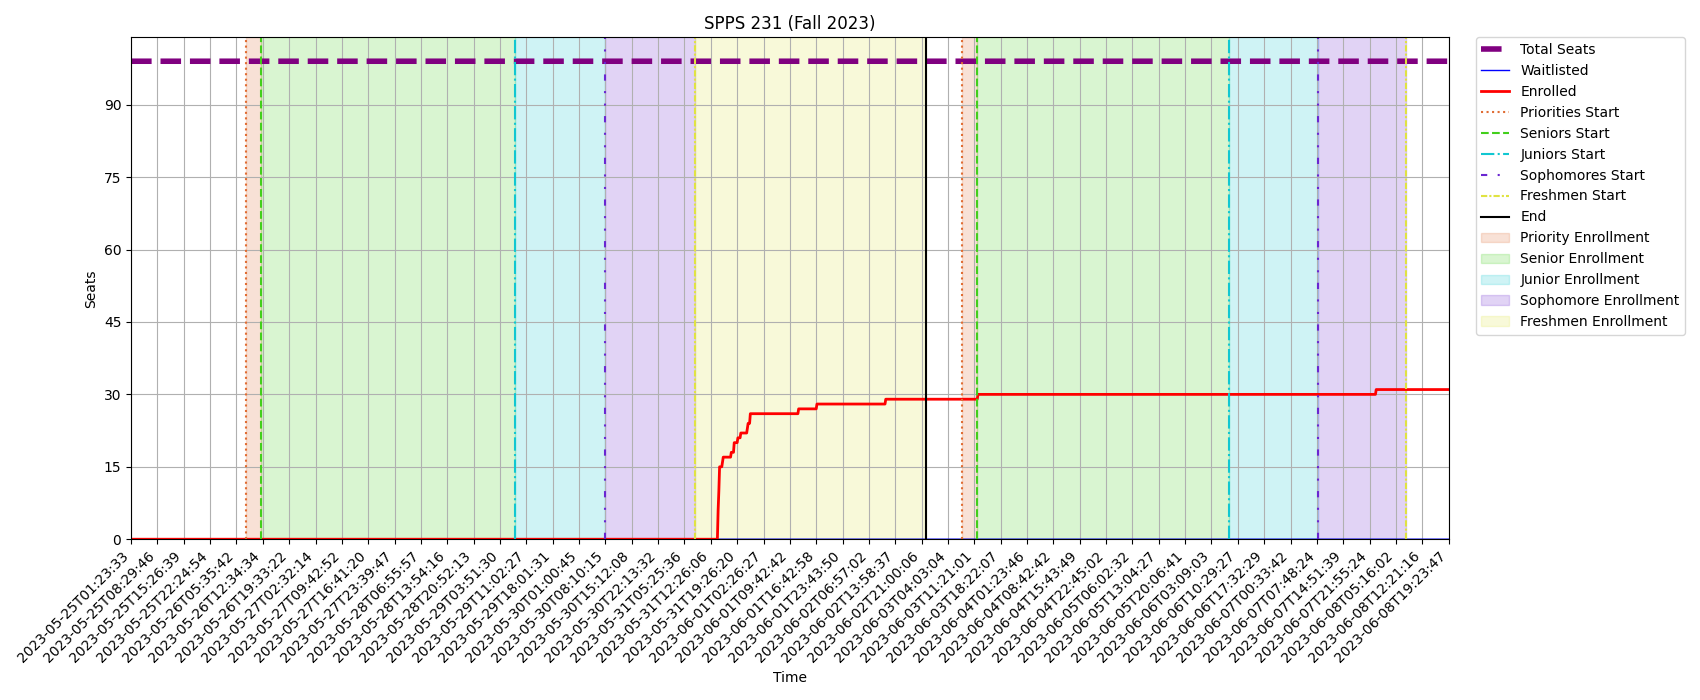 SPPS 231 (Fall 2023)
Seats
90
75
60
45
30
15
0
2023-05-25T01:23:33
2023-05-25T08:29:46
2023-05-25T15:26:39
2023-05-25T22:24:54
2023-05-26T05:35:42
2023-05-26T12:34:34
2023-05-26T19:33:22
2023-05-27T02:32:14
2023-05-27T09:42:52
2023-05-27T16:41:20
2023-05-27T23:39:47
2023-05-28T06:55:57
2023-05-28T13:54:16
2023-05-28T20:52:13
2023-05-29T03:51:30
2023-05-29T11:02:27
2023-05-29T18:01:31
2023-05-30T01:00:45
2023-05-30T08:10:15
2023-05-30T15:12:08
2023-05-30T22:13:32
2023-05-31T05:25:36
2023-05-31T12:26:06
2023-05-31T19:26:20
2023-06-01T02:26:27
2023-06-01T09:42:42
2023-06-01T16:42:58
2023-06-01T23:43:50
2023-06-02T06:57:02
2023-06-02T13:58:37
2023-06-02T21:00:06
2023-06-03T04:03:04
2023-06-03T11:21:01
2023-06-03T18:22:07
2023-06-04T01:23:46
2023-06-04T08:42:42
2023-06-04T15:43:49
2023-06-04T22:45:02
2023-06-05T06:02:32
2023-06-05T13:04:27
2023-06-05T20:06:41
2023-06-06T03:09:03
2023-06-06T10:29:27
2023-06-06T17:32:29
2023-06-07T00:33:42
2023-06-07T07:48:24
2023-06-07T14:51:39
2023-06-07T21:55:24
2023-06-08T05:16:02
2023-06-08T12:21:16
2023-06-08T19:23:47
Time
Total Seats
Waitlisted
Enrolled
Priorities Start
Seniors Start
Juniors Start
Sophomores Start
Freshmen Start
End
Priority Enrollment
Senior Enrollment
Junior Enrollment
Sophomore Enrollment
Freshmen Enrollment